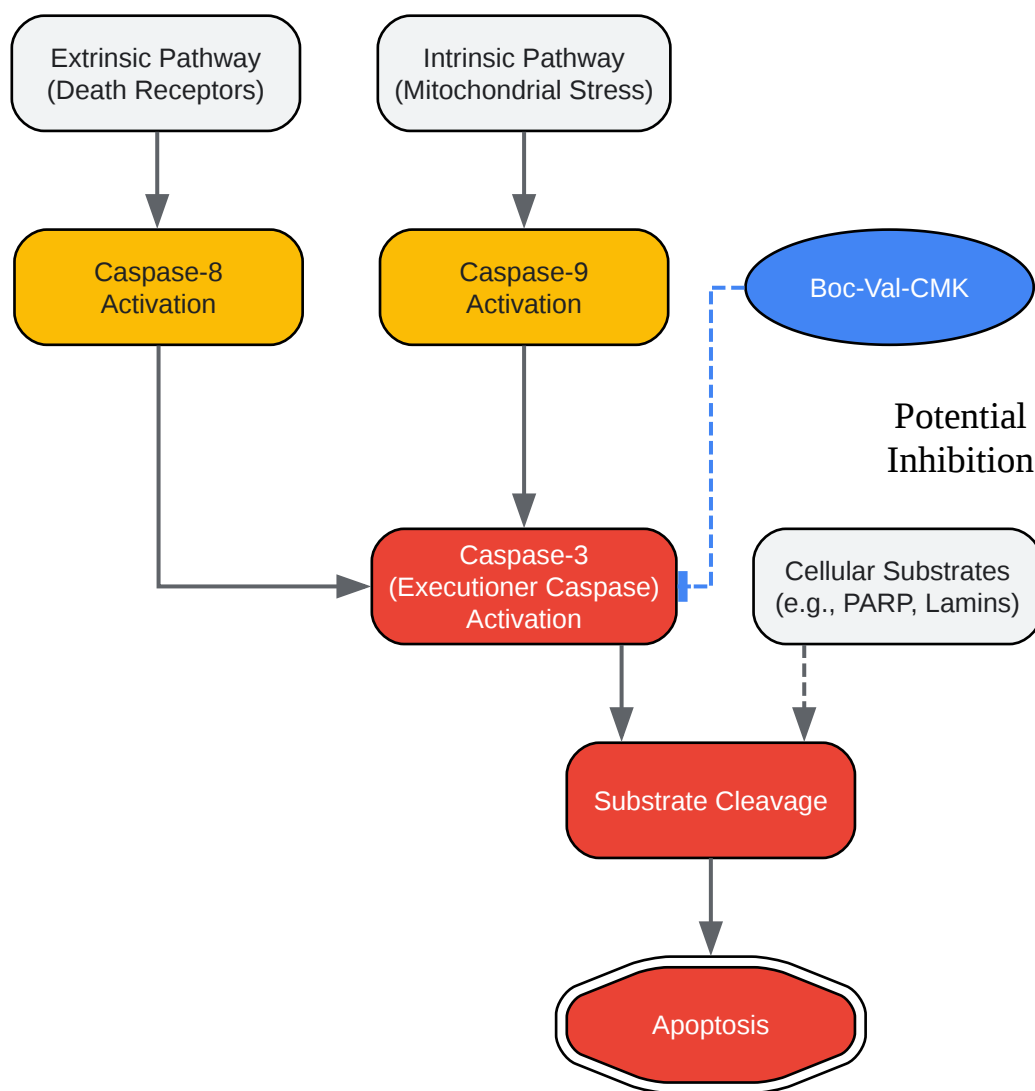 Extrinsic Pathway
(Death Receptors)
Intrinsic Pathway
(Mitochondrial Stress)
Caspase-8
Activation
Caspase-9
Activation
Boc-Val-CMK
Potential
Inhibition
Caspase-3
(Executioner Caspase)
Activation
Cellular Substrates
(e.g., PARP, Lamins)
Substrate Cleavage
Apoptosis